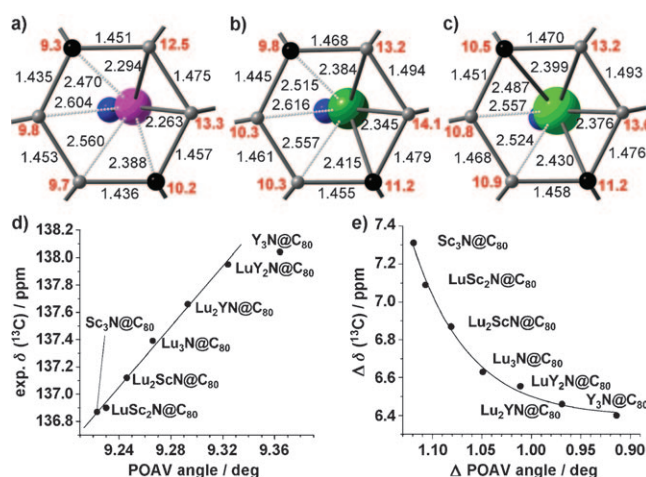 a)
9.3
1.451
12.5
1.435
2.470
2.294
1.475
2.604
9.8
2.263
13.3
1.453
2.560
2.388
1.457
9.7
1.436
10.2
b)
9.8
1.468
13.2
1.445
2.515
2.384
1.494
2.616
10.3
2.345
14.1
1.461
2.557
2.415
1.479
10.3
1.455
11.2
c)
10.5
1.470
13.2
1.451
2.487
2.399
1.493
2.557
10.8
2.376
1.468
2.524
2.430
1.476
10.9
1.458
11.2
d)
exp. δ (¹³C) / ppm
138.2
138.0
137.8
137.6
137.4
137.2
137.0
136.8
Y₃N@C₈₀
LuY₂N@C₈₀
Lu₂YN@C₈₀
Sc₃N@C₈₀
Lu₃N@C₈₀
Lu₂ScN@C₈₀
LuSc₂N@C₈₀
9.24 9.28 9.32 9.36
POAV angle / deg
e)
Δ δ (¹³C) / ppm
7.4
7.2
7.0
6.8
6.6
6.4
Sc₃N@C₈₀
LuSc₂N@C₈₀
Lu₂ScN@C₈₀
Lu₃N@C₈₀
LuY₂N@C₈₀
Lu₂YN@C₈₀
Y₃N@C₈₀
1.10 1.05 1.00 0.95 0.90
Δ POAV angle / deg